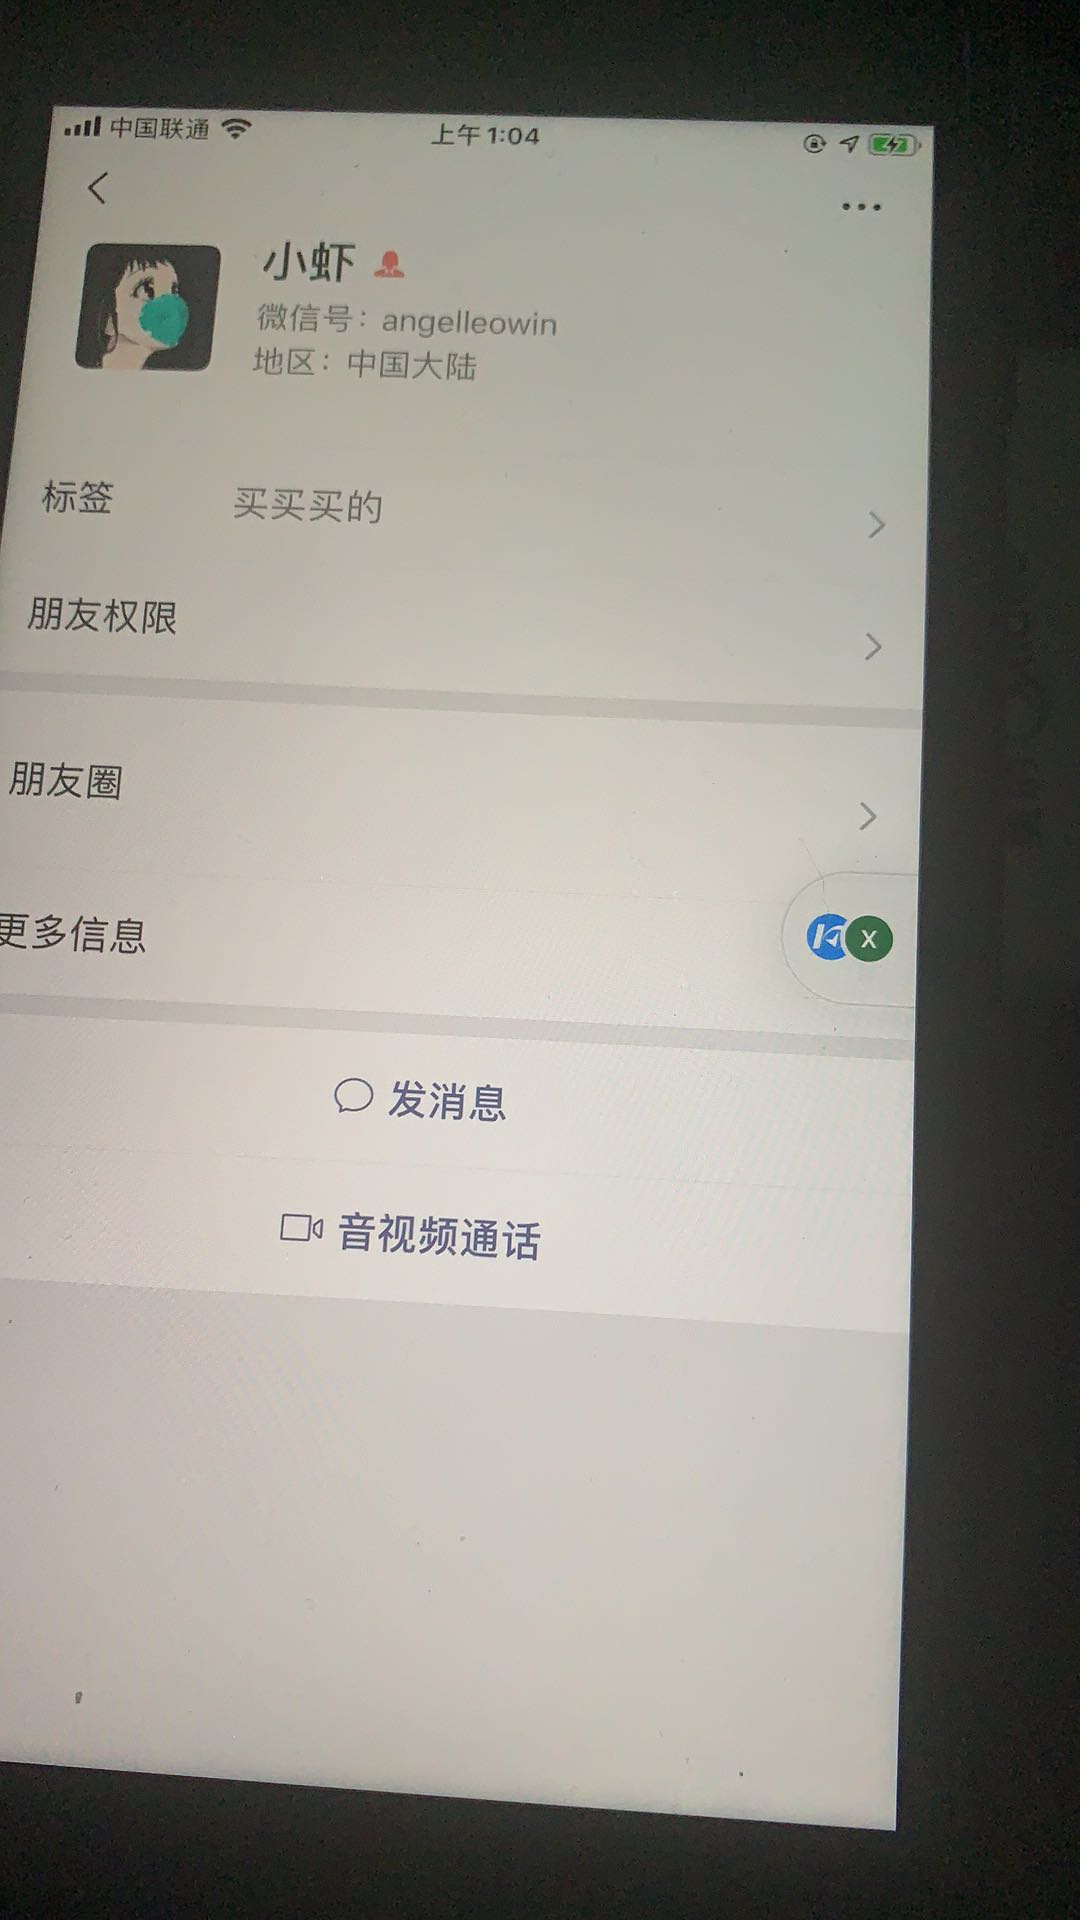 中国联通
上午1:04
小虾
微信号：angelleowin
地区：中国大陆
标签 买买买的
朋友权限
朋友圈
更多信息
X
发消息
音视频通话